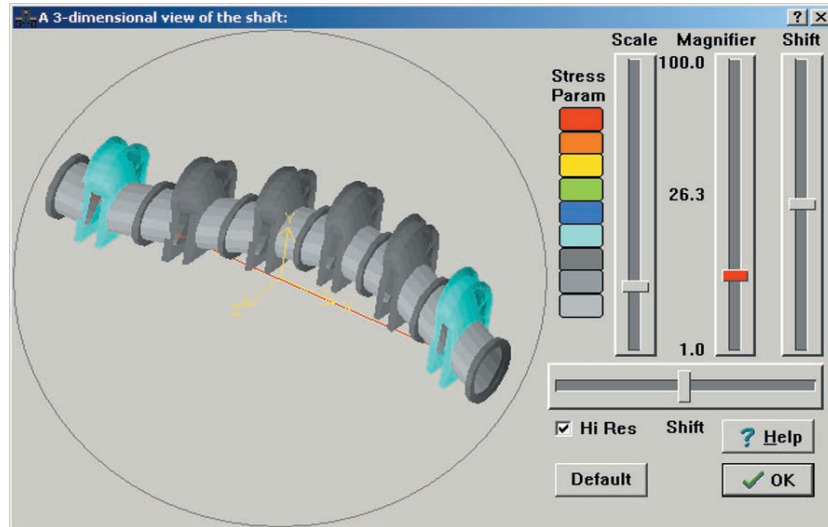 A 3-dimensional view of the shaft:
Scale Magnifier Shift
100.0
Stress
Param
26.3
1.0
Hi Res Shift ? Help
Default OK